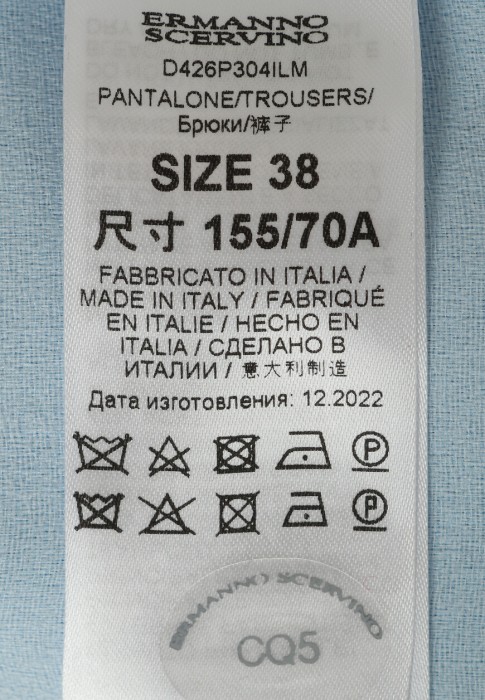 ERMANNO
SCERVINO
D426P304ILM
PANTALONE/TROUSERS/
Брюки/裤子
SIZE 38
尺寸 155/70A
FABBRICATO IN ITALIA /
MADE IN ITALY / FABRIQUÉ
EN ITALIE / HECHO EN
ITALIA / СДЕЛАНО В
ИТАЛИИ / 意大利制造
Дата изготовления: 12.2022
P
P
ERMANNO SCERVINO
CQ5